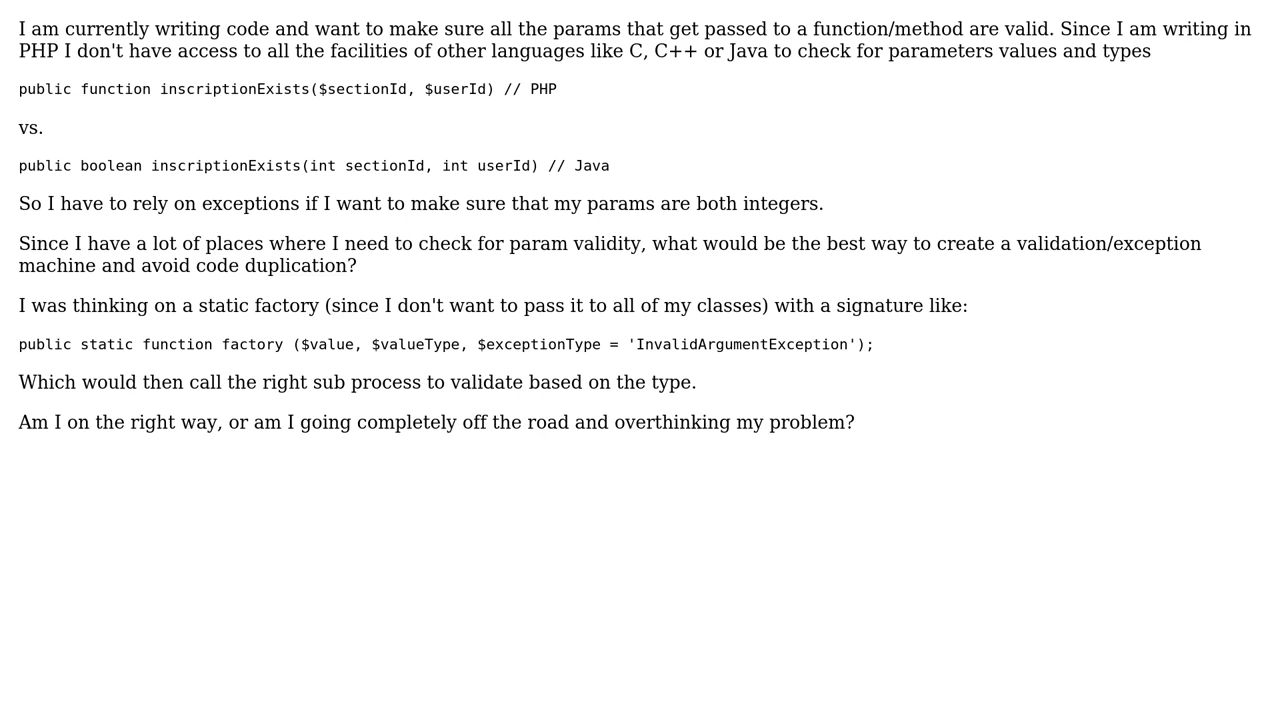 I am currently writing code and want to make sure all the params that get passed to a function/method are valid. Since I am writing in
PHP I don't have access to all the facilities of other languages like C, C++ or Java to check for parameters values and types
public function inscriptionExists($sectionId, $userId) // PHP
vs.
public boolean inscriptionExists(int sectionId, int userId) // Java
So I have to rely on exceptions if I want to make sure that my params are both integers.
Since I have a lot of places where I need to check for param validity, what would be the best way to create a validation/exception
machine and avoid code duplication?
I was thinking on a static factory (since I don't want to pass it to all of my classes) with a signature like:
public static function factory ($value, $valueType, $exceptionType = 'InvalidArgumentException');
Which would then call the right sub process to validate based on the type.
Am I on the right way, or am I going completely off the road and overthinking my problem?